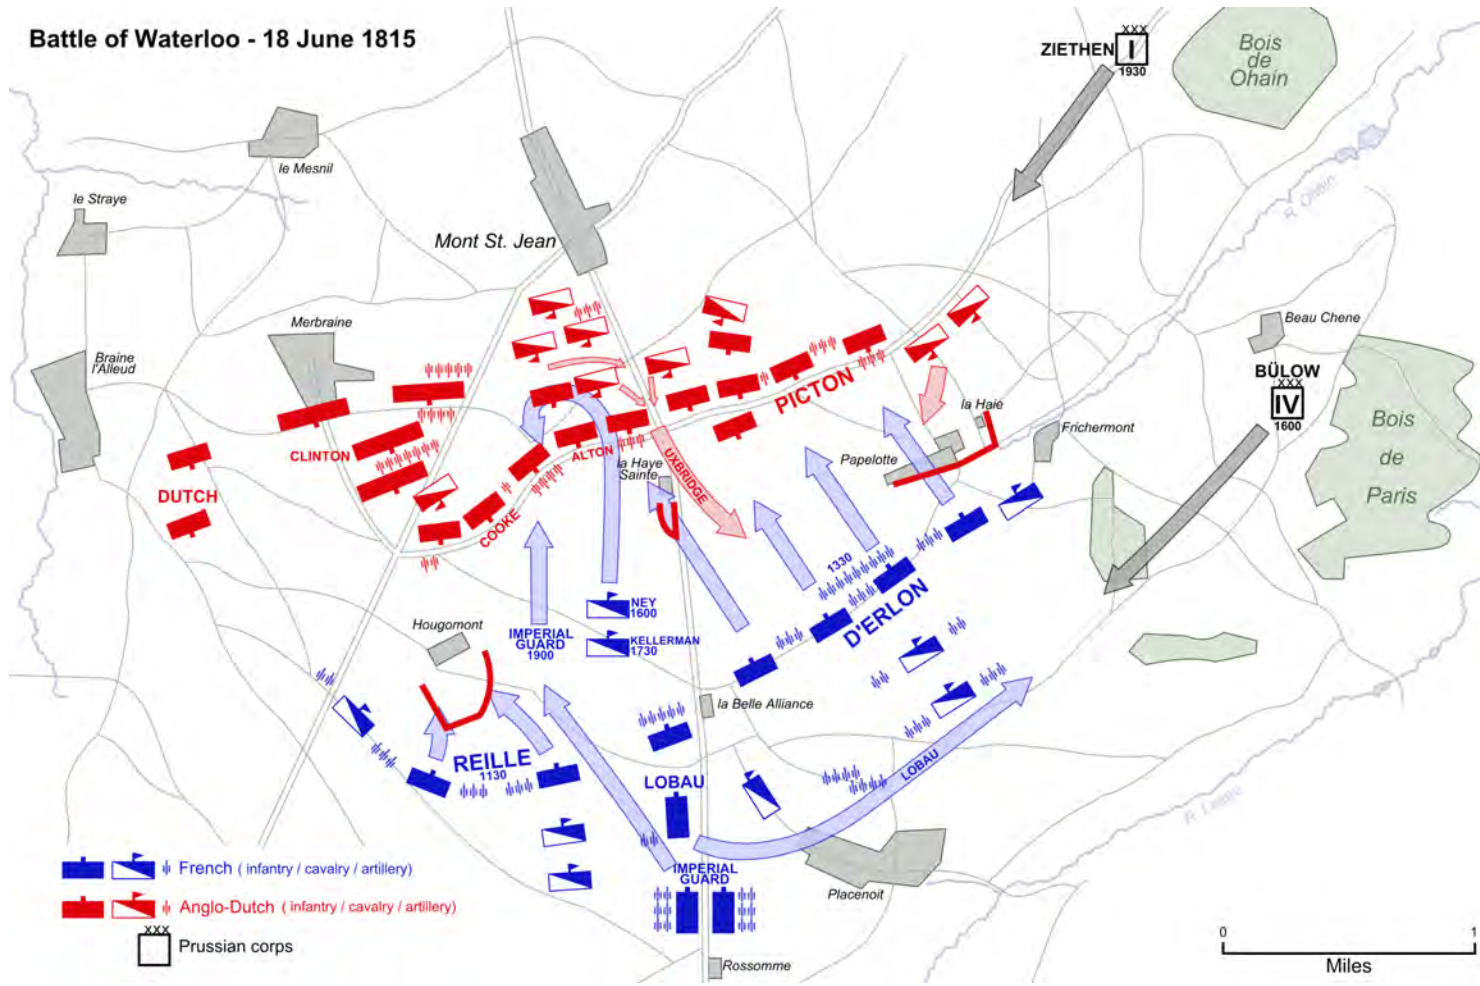 Battle of Waterloo - 18 June 1815
XXX
ZIETHEN I
1930
Bois
de
Ohain
le Mesnil
le Straye
R. Ohain
Mont St. Jean
Merbraine
Beau Chene
Braine
l'Alleud
BÜLOW
XXX
IV
1600
PICTON
la Haie
Bois
de
Paris
Frichermont
CLINTON
ALTON
la Haye
Sainte
UXBRIDGE
Papelotte
DUTCH
COOKE
1330
D'ERLON
NEY
1600
Hougomont
IMPERIAL
GUARD
1900
KELLERMAN
1730
la Belle Alliance
REILLE
1130
LOBAU
LOBAU
R. Lasne
IMPERIAL
GUARD
Placenoit
French ( infantry / cavalry / artillery)
Anglo-Dutch ( infantry / cavalry / artillery)
XXX
Prussian corps
Rossomme
0 1
Miles